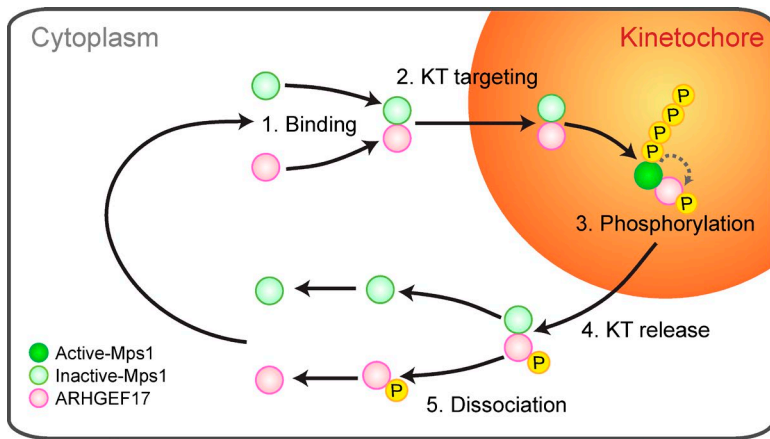 Cytoplasm
Kinetochore
2. KT targeting
1. Binding
P
P
P
P
P
3. Phosphorylation
4. KT release
P
P
5. Dissociation
Active-Mps1
Inactive-Mps1
ARHGEF17